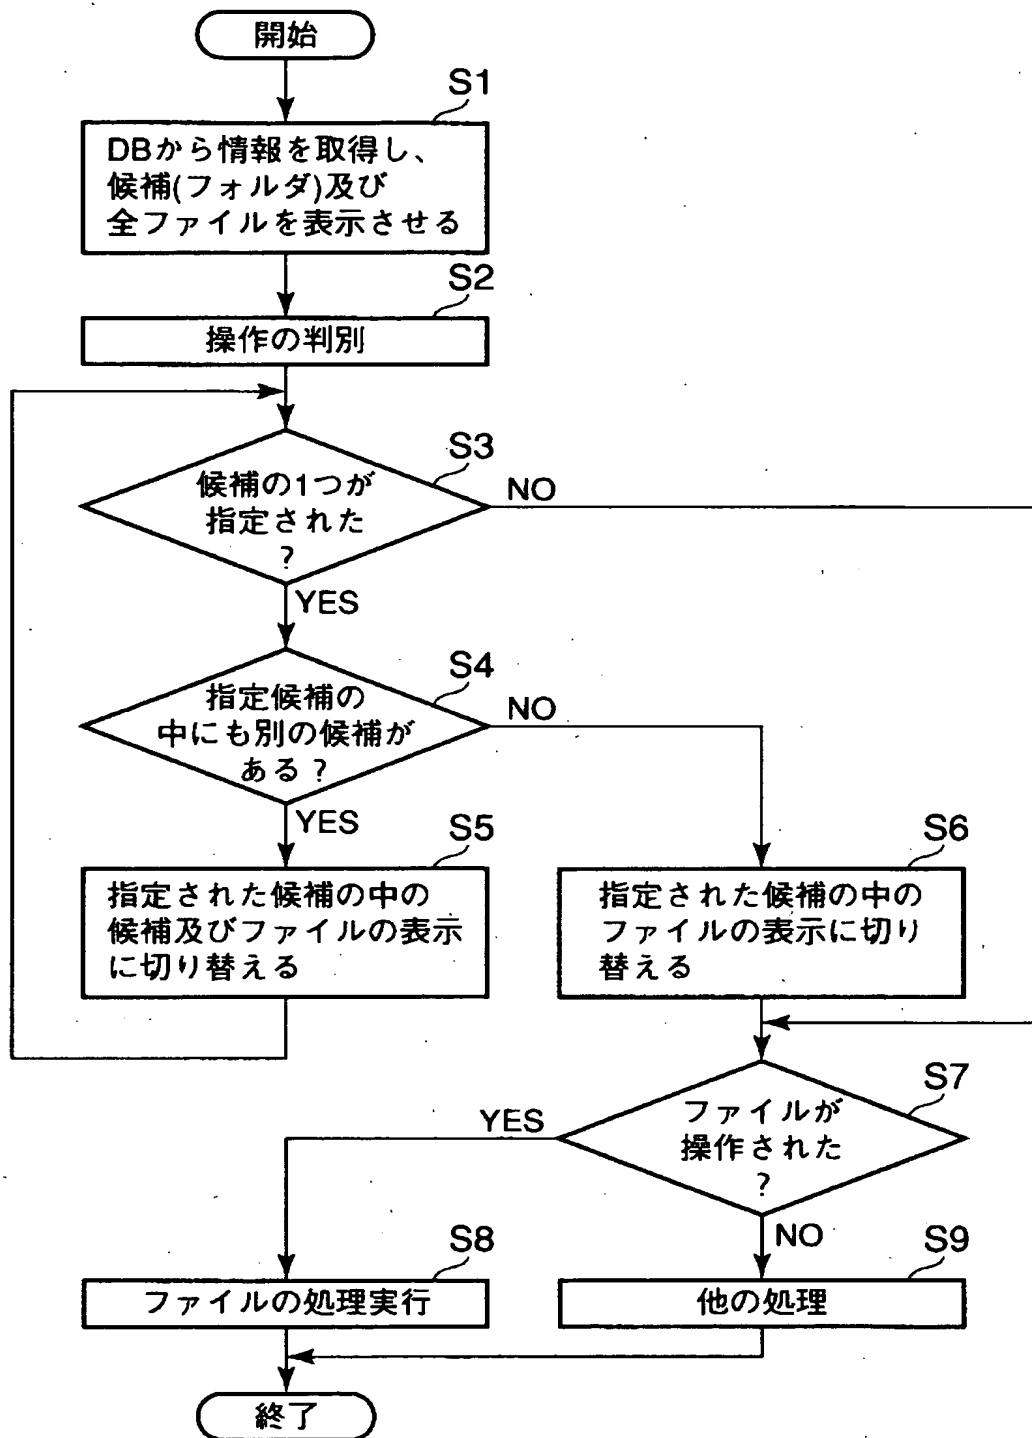 開始
S1
DBから情報を取得し、
候補(フォルダ)及び
全ファイルを表示させる
S2
操作の判別
S3
候補の1つが
指定された
?
NO
YES
S4
指定候補の
中にも別の候補が
ある?
NO
YES
S5
指定された候補の中の
候補及びファイルの表示
に切り替える
S6
指定された候補の中の
ファイルの表示に切り
替える
S7
ファイルが
操作された
?
YES
NO
S8
ファイルの処理実行
S9
他の処理
終了